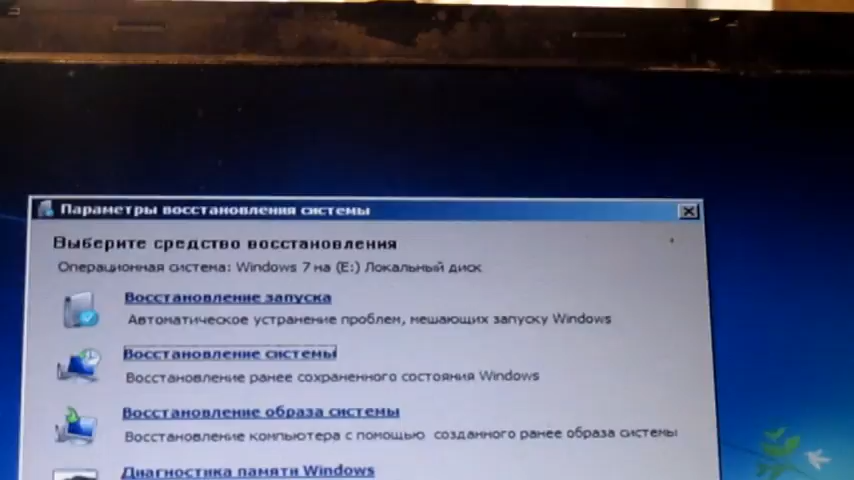 Параметры восстановления системы
Выберите средство восстановления
Операционная система: Windows 7 на (E:) Локальный диск
Восстановление запуска
Автоматическое устранение проблем, мешающих запуску Windows
Восстановление системы
Восстановление ранее сохраненного состояния Windows
Восстановление образа системы
Восстановление компьютера с помощью созданного ранее образа системы
Диагностика памяти Windows